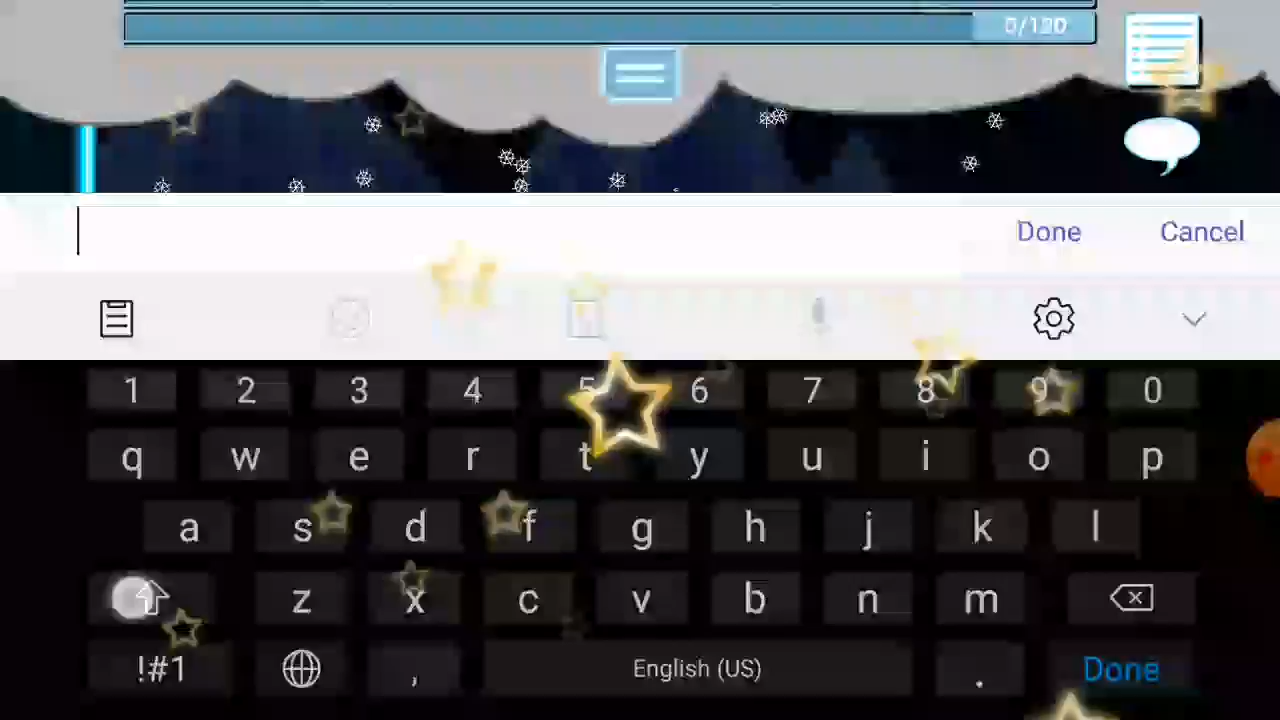 0/120
Done Cancel
1 2 3 4 5 6 7 8 9 0
q w e r t y u i o p
a s d f g h j k l
z x c v b n m
!#1 , English (US) . Done